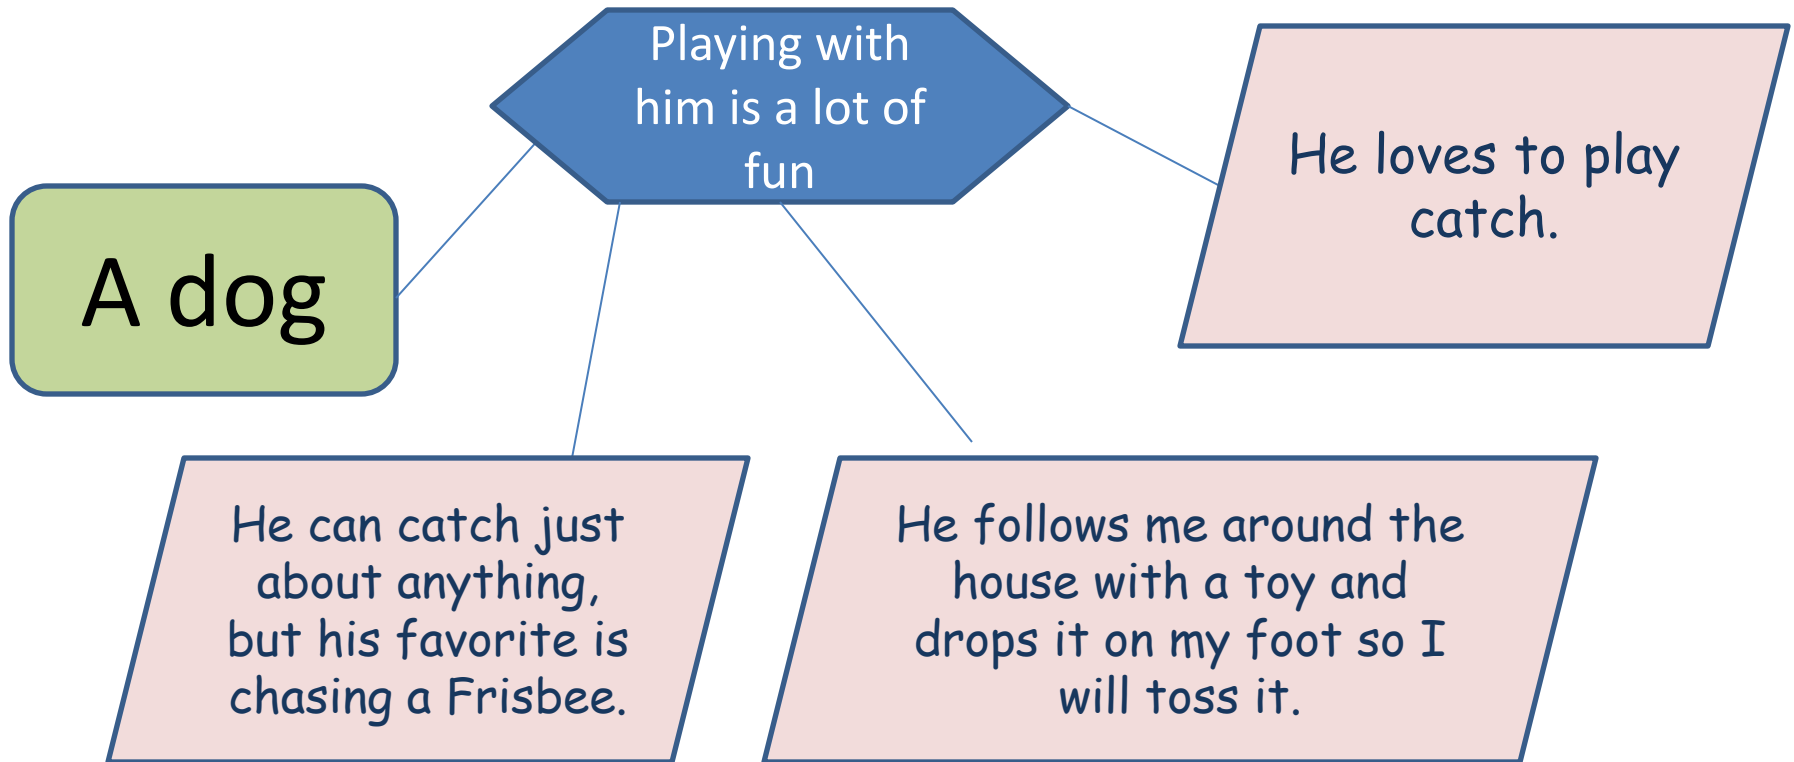 Playing with
him is a lot of
fun
He loves to play
catch.
A dog
He can catch just
about anything,
but his favorite is
chasing a Frisbee.
He follows me around the
house with a toy and
drops it on my foot so I
will toss it.